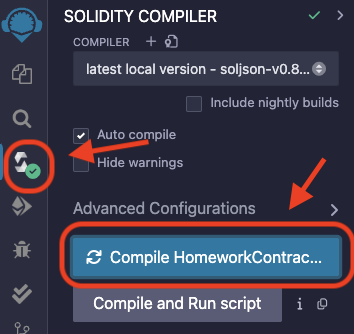 SOLIDITY COMPILER
COMPILER
latest local version - soljson-v0.8...
Include nightly builds
Auto compile
Hide warnings
Advanced Configurations
Compile HomeworkContrac...
Compile and Run script